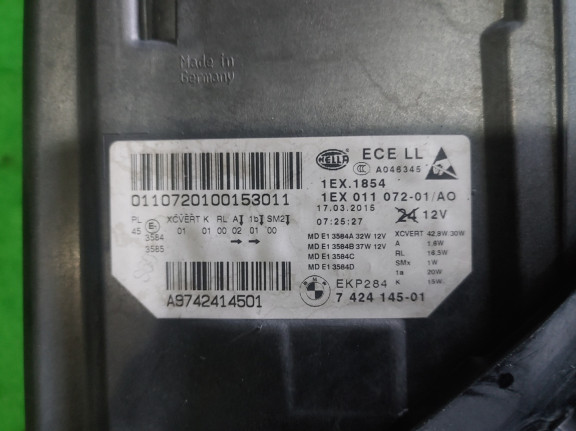 Made in
Germany
HELLA
ECE LL
A046345
0110720100153011
1EX.1854
1EX 011 072-01/AO
17.03.2015
07:25:27
24 12V
PL XCVERT K RL A 1b SM2
45 01 01 00 02 01 00
3584
3585
MD E1 3584A 32W 12V
MD E1 3584B 37W 12V
MD E1 3584C
MD E1 3584D
XCVERT 42,8W 30W
A 1,8W
RL 18,5W
SMx 1W
1a 20W
K 15W
A9742414501
BMW
EKP284
7 424 145-01